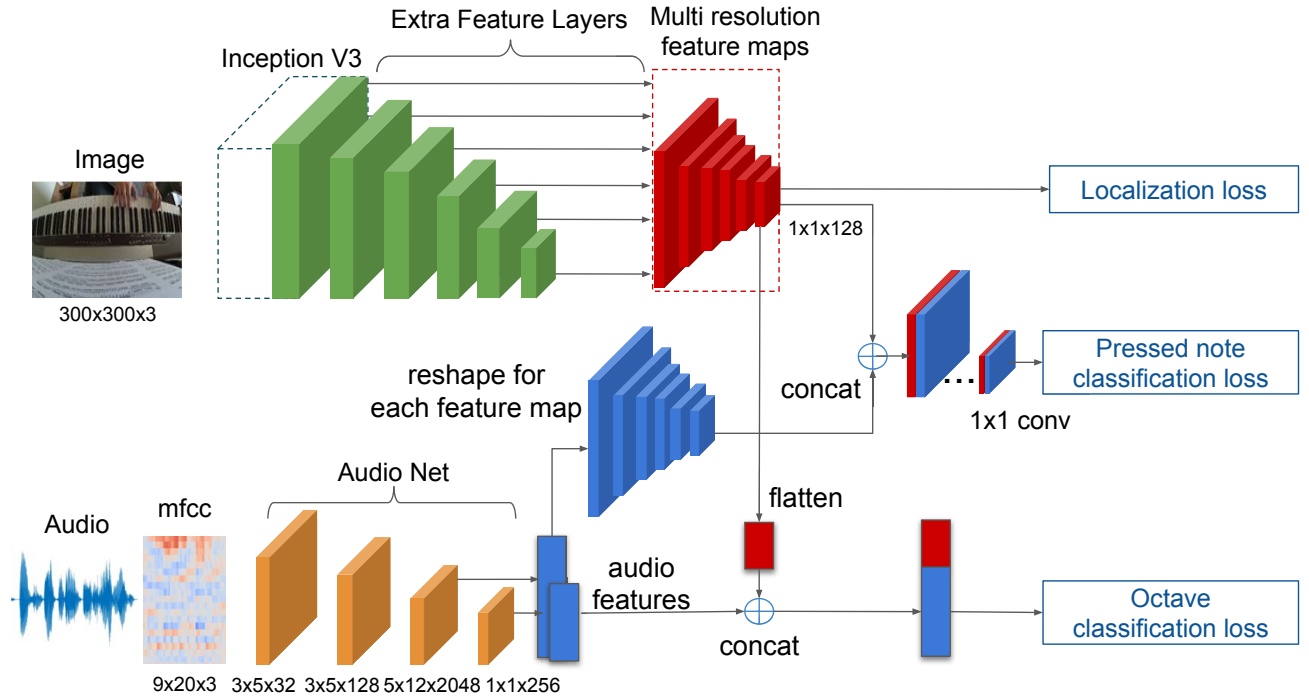 Extra Feature Layers
Multi resolution
feature maps
Inception V3
Image
300x300x3
1x1x128
Localization loss
reshape for
each feature map
concat
Pressed note
classification loss
...
1x1 conv
Audio Net
flatten
Audio
mfcc
audio
features
concat
Octave
classification loss
9x20x3
3x5x32
3x5x128
5x12x2048
1x1x256